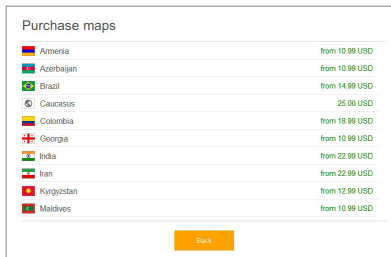 Purchase maps
Armenia from 10.99 USD
Azerbaijan from 10.99 USD
Brazil from 14.99 USD
Caucasus 25.00 USD
Colombia from 18.99 USD
Georgia from 10.99 USD
India from 22.99 USD
Iran from 22.99 USD
Kyrgyzstan from 12.99 USD
Maldives from 10.99 USD
Back